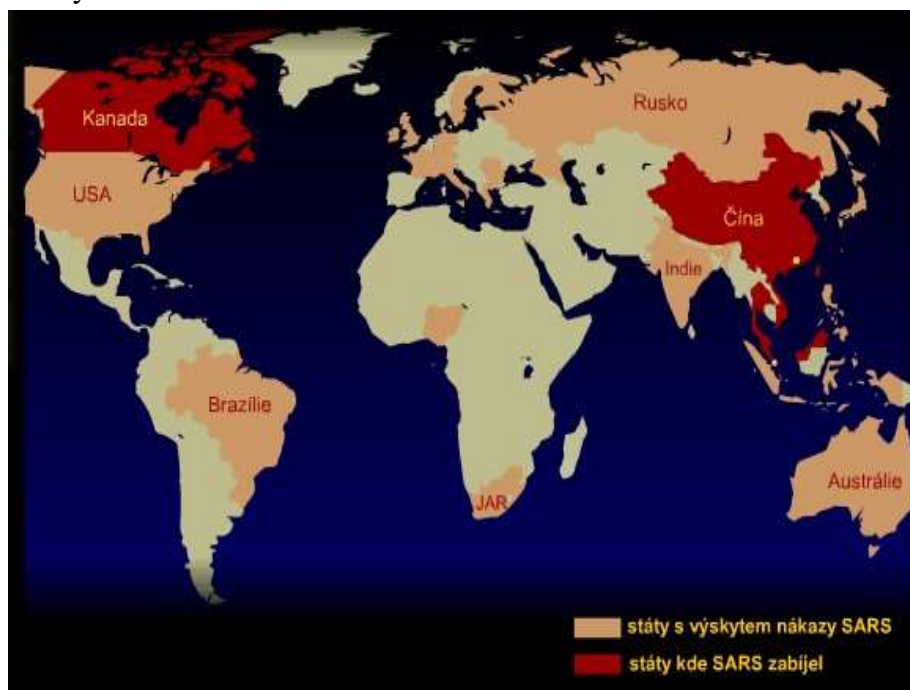 Kanada
Rusko
USA
Čína
Indie
Brazílie
Austrálie
JAR
státy s výskytem nákazy SARS
státy kde SARS zabíjel